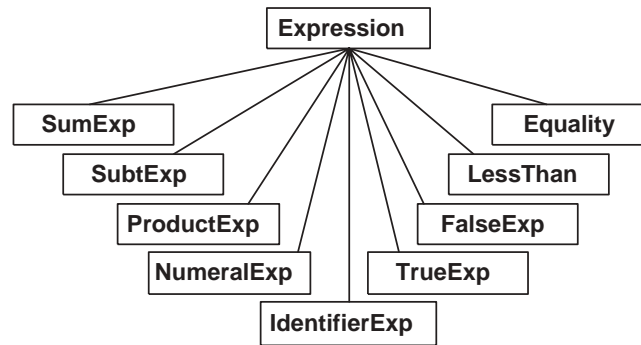 Expression
SumExp
Equality
SubtExp
LessThan
ProductExp
FalseExp
NumeralExp
TrueExp
IdentifierExp